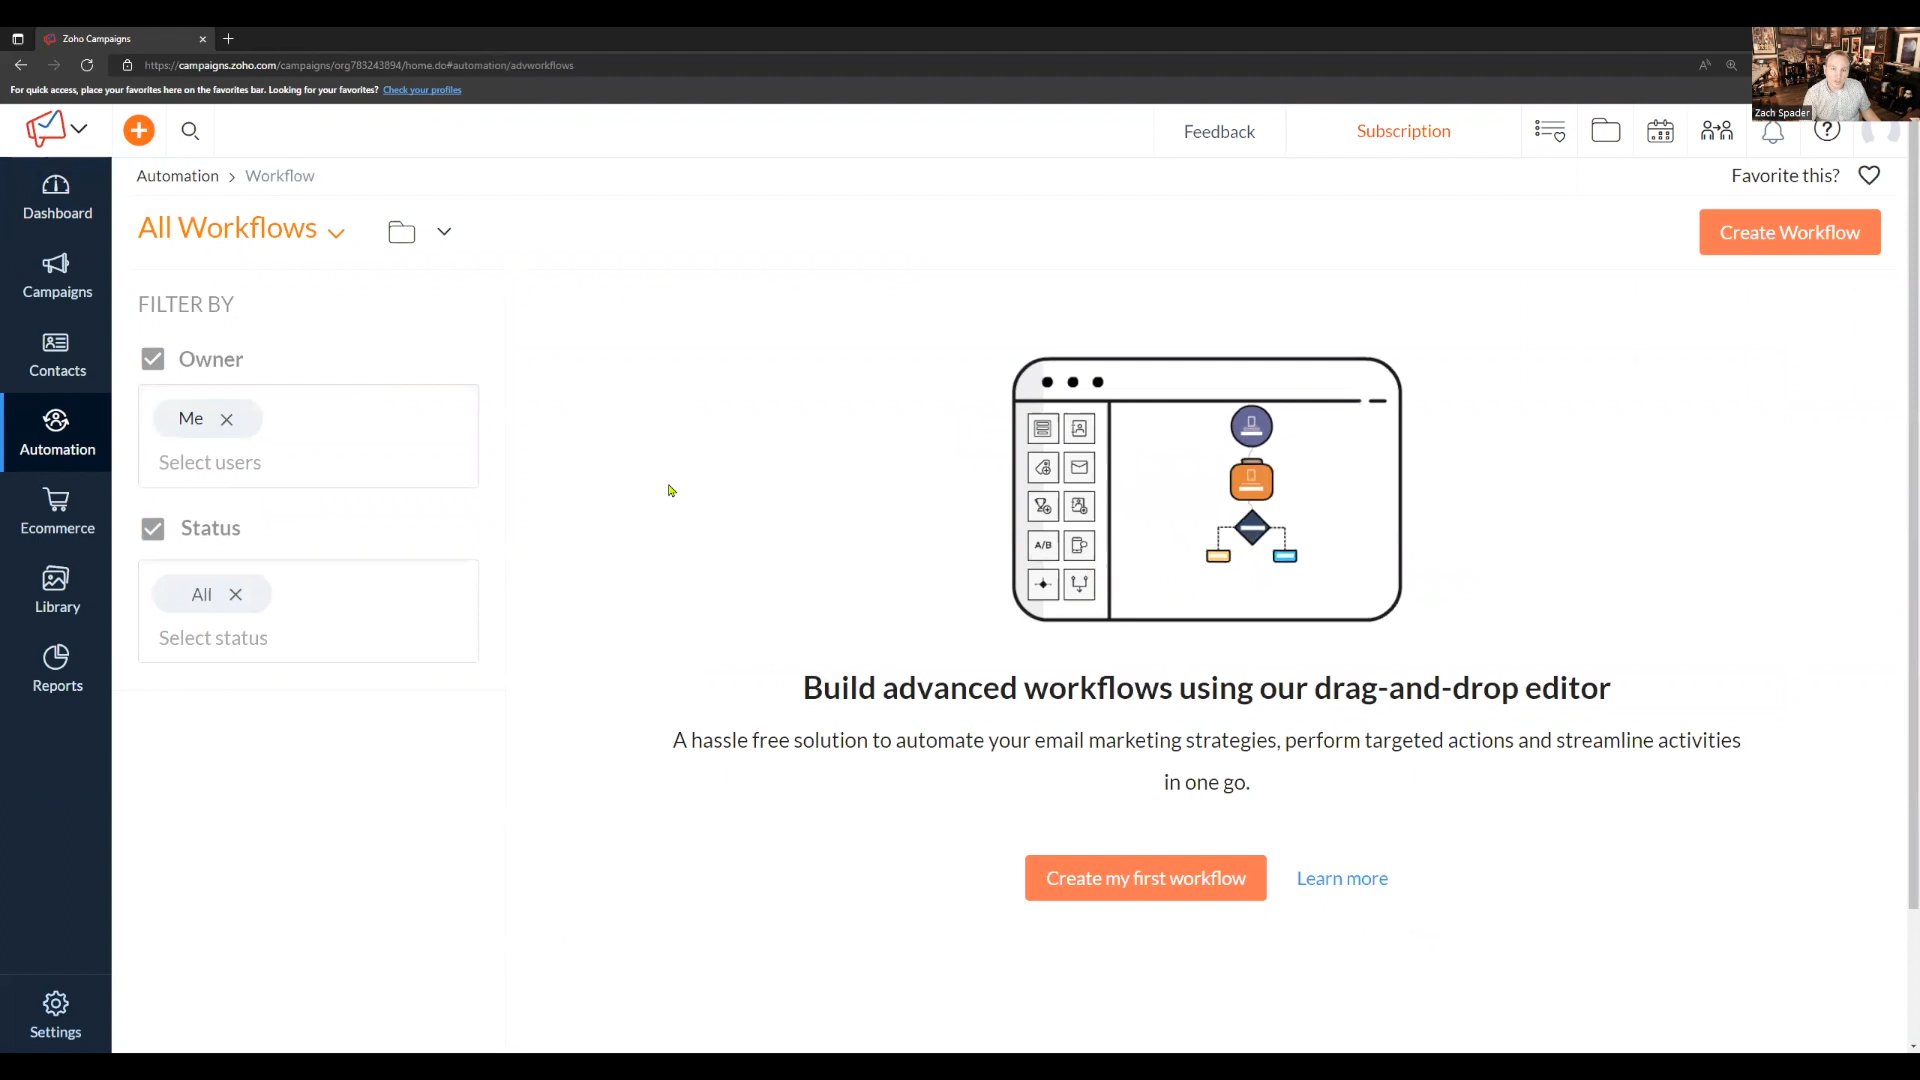 Zoho Campaigns
https://campaigns.zoho.com/campaigns/org783243894/home.do#automation/advworkflows
For quick access, place your favorites here on the favorites bar. Looking for your favorites? Check your profiles
Zach Spader
Feedback
Subscription
Automation > Workflow
Favorite this?
All Workflows
Create Workflow
Dashboard
Campaigns
Contacts
Automation
Ecommerce
Library
Reports
Settings
FILTER BY
Owner
Me
Select users
Status
All
Select status
A/B
Build advanced workflows using our drag-and-drop editor
A hassle free solution to automate your email marketing strategies, perform targeted actions and streamline activities
in one go.
Create my first workflow
Learn more